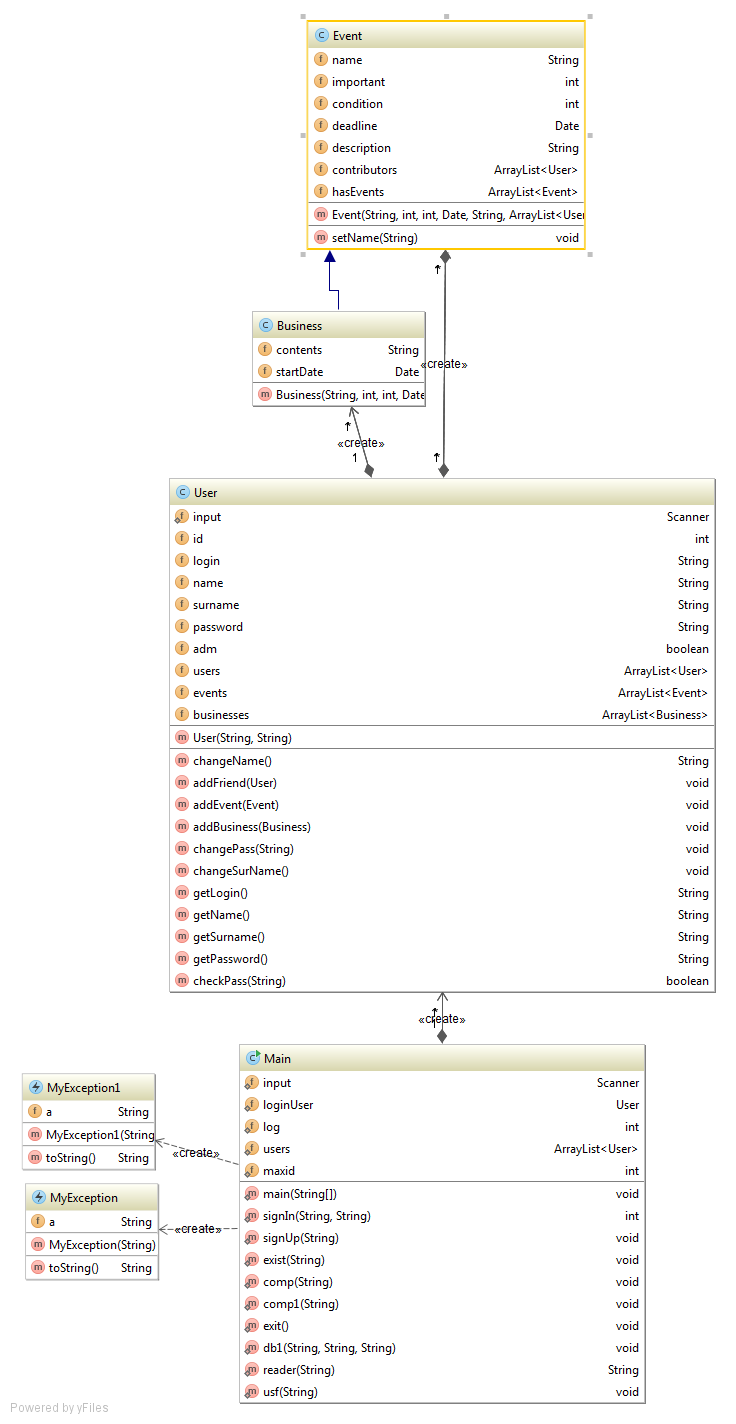 Event
name String
important int
condition int
deadline Date
description String
contributors ArrayList<User>
hasEvents ArrayList<Event>
Event(String, int, int, Date, String, ArrayList<User
setName(String) void
Business
contents String
startDate Date
Business(String, int, int, Date
«create»
1
1
1
«create»
1
User
input Scanner
id int
login String
name String
surname String
password String
adm boolean
users ArrayList<User>
events ArrayList<Event>
businesses ArrayList<Business>
User(String, String)
changeName() String
addFriend(User) void
addEvent(Event) void
addBusiness(Business) void
changePass(String) void
changeSurName() void
getLogin() String
getName() String
getSurname() String
getPassword() String
checkPass(String) boolean
«create»
1
Main
input Scanner
loginUser User
log int
users ArrayList<User>
maxid int
main(String[]) void
signIn(String, String) int
signUp(String) void
exist(String) void
comp(String) void
comp1(String) void
exit() void
db1(String, String, String) void
reader(String) String
usf(String) void
MyException1
a String
MyException1(String
toString() String
«create»
MyException
a String
MyException(String)
toString() String
«create»
Powered by yFiles